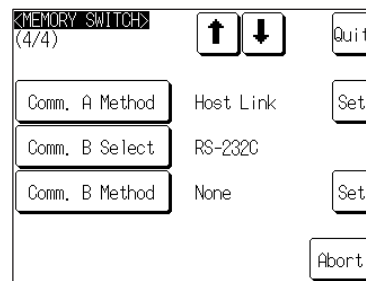 <MEMORY SWITCH>
(4/4)
Quit
Comm. A Method Host Link Set
Comm. B Select RS-232C
Comm. B Method None Set
Abort